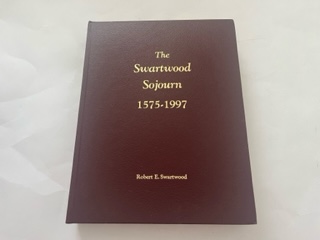 The
Swartwood
Sojourn
1575-1997
Robert E. Swartwood